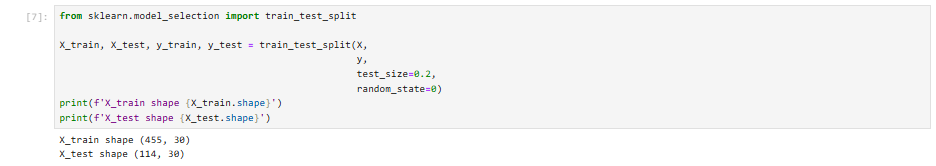 [7]: from sklearn.model_selection import train_test_split
X_train, X_test, y_train, y_test = train_test_split(X,
y,
test_size=0.2,
random_state=0)
print(f'X_train shape {X_train.shape}')
print(f'X_test shape {X_test.shape}')
X_train shape (455, 30)
X_test shape (114, 30)